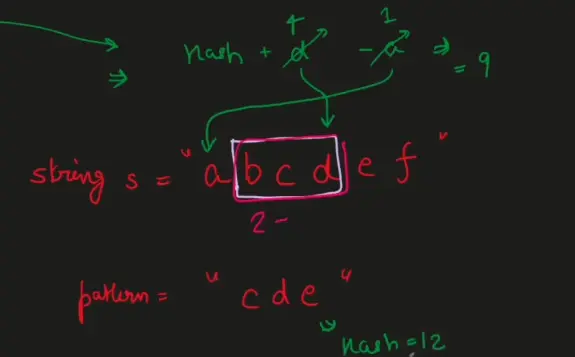 4 1
hash + d - a ⇒ = 9
⇒
string s = "a b c d e f"
2 -
pattern = "c d e"
hash = 12